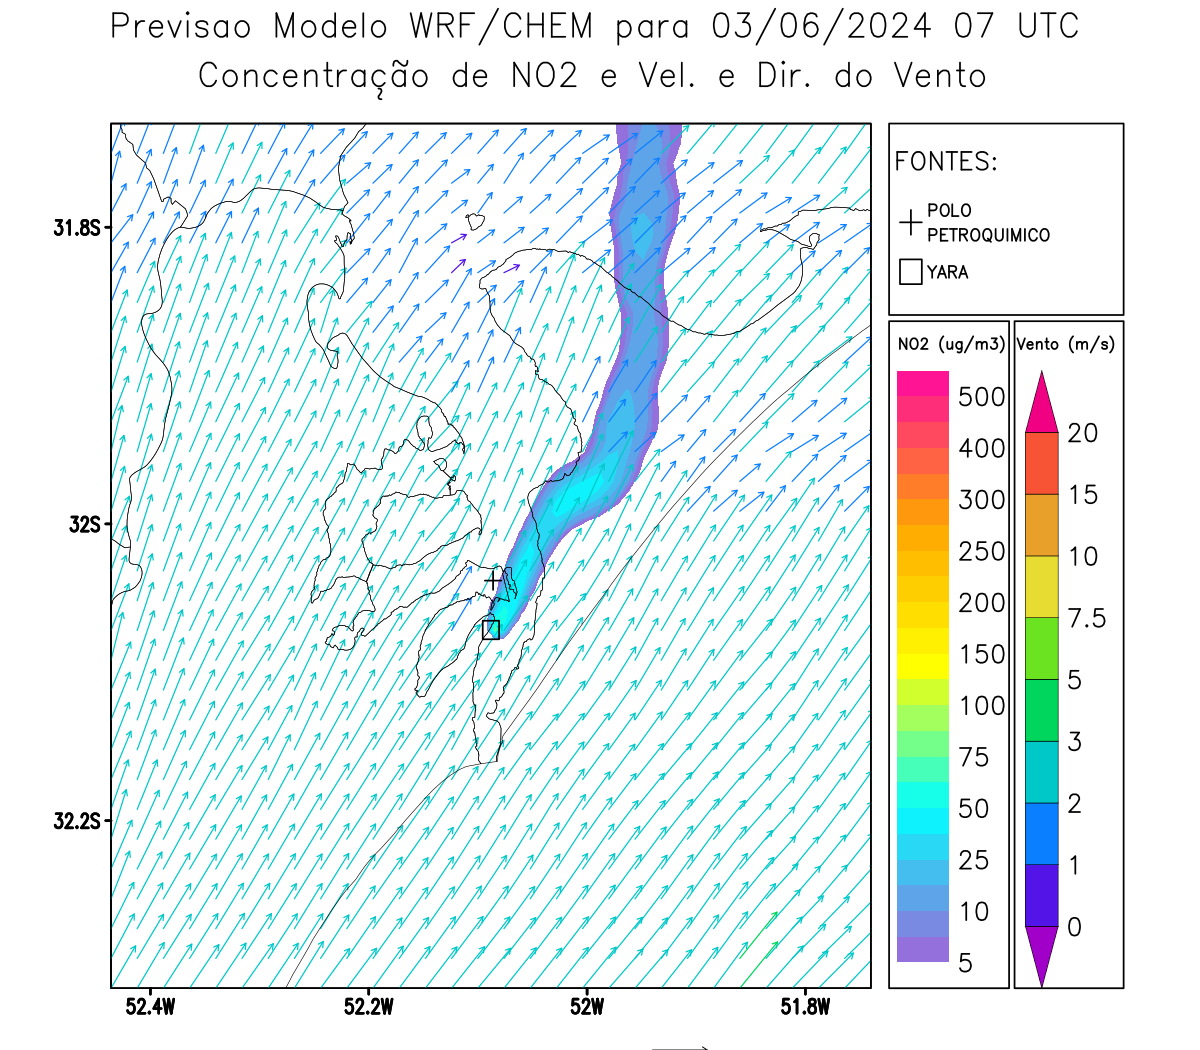 Previsao Modelo WRF/CHEM para 03/06/2024 07 UTC
Concentração de NO2 e Vel. e Dir. do Vento
FONTES:
POLO
PETROQUIMICO
YARA
31.8S
32S
32.2S
52.4W
52.2W
52W
51.8W
NO2 (ug/m3)
500
400
300
250
200
150
100
75
50
25
10
5
Vento (m/s)
20
15
10
7.5
5
3
2
1
0